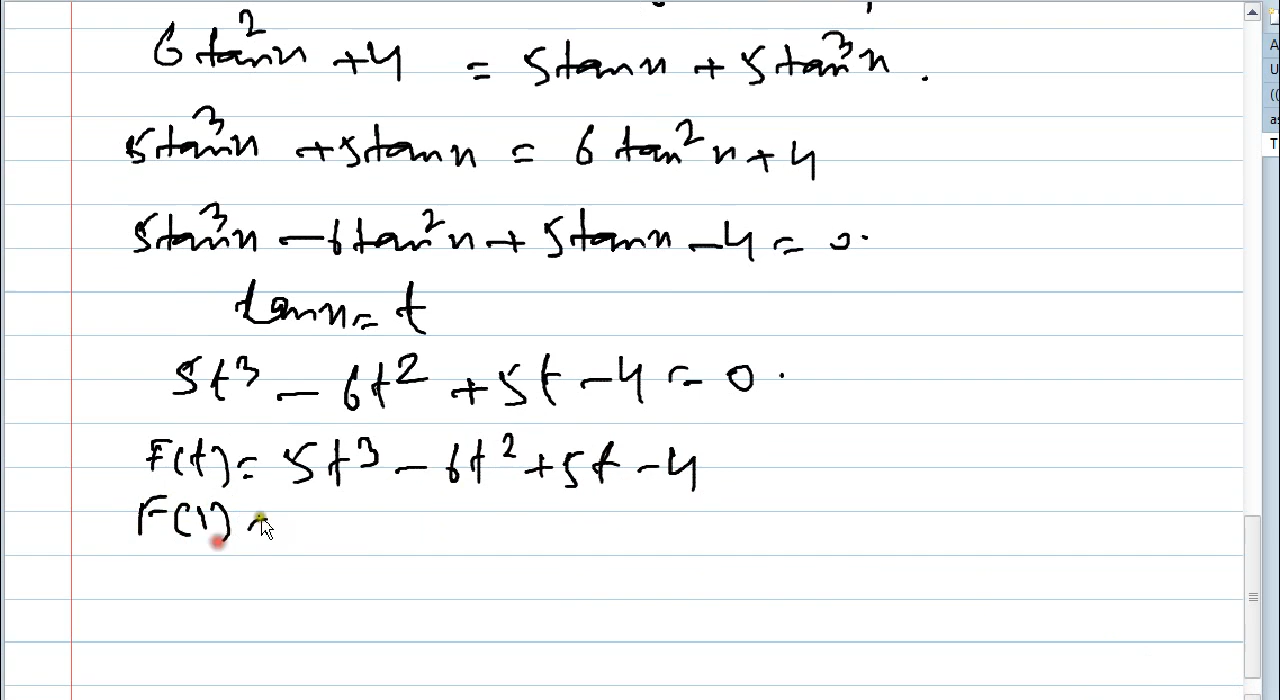 6 tan²x + 4 = 5 tan x + 5 tan³x .
5 tan³x + 5 tan x = 6 tan²x + 4
5 tan³x - 6 tan²x + 5 tan x - 4 = 0 .
tan x = t
5t³ - 6t² + 5t - 4 = 0 .
F(t) = 5t³ - 6t² + 5t - 4
F(1) =